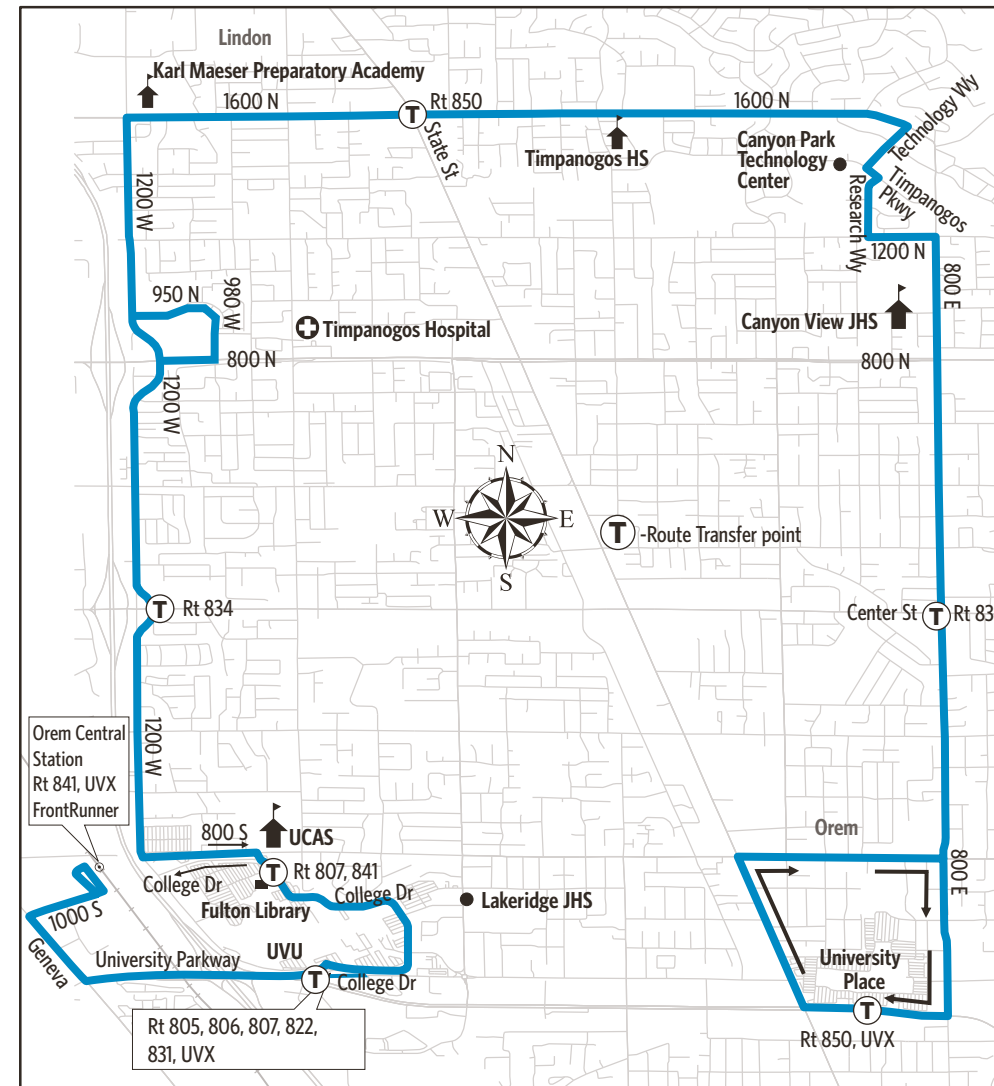 Lindon
Karl Maeser Preparatory Academy
1600 N
T
Rt 850
State St
1600 N
Timpanogos HS
Canyon Park
Technology
Center
Technology Wy
Timpanogos
Pkwy
Research Wy
1200 N
800 E
1200 W
950 N
980 W
Timpanogos Hospital
800 N
1200 W
Canyon View JHS
800 N
N
W
E
S
T
-Route Transfer point
T
Rt 834
Center St
T
Rt 83
1200 W
Orem Central
Station
Rt 841, UVX
FrontRunner
800 S
UCAS
T
Rt 807, 841
College Dr
College Dr
Fulton Library
Lakeridge JHS
Orem
800 E
1000 S
Geneva
University Parkway
UVU
T
College Dr
Rt 805, 806, 807, 822,
831, UVX
University
Place
T
Rt 850, UVX